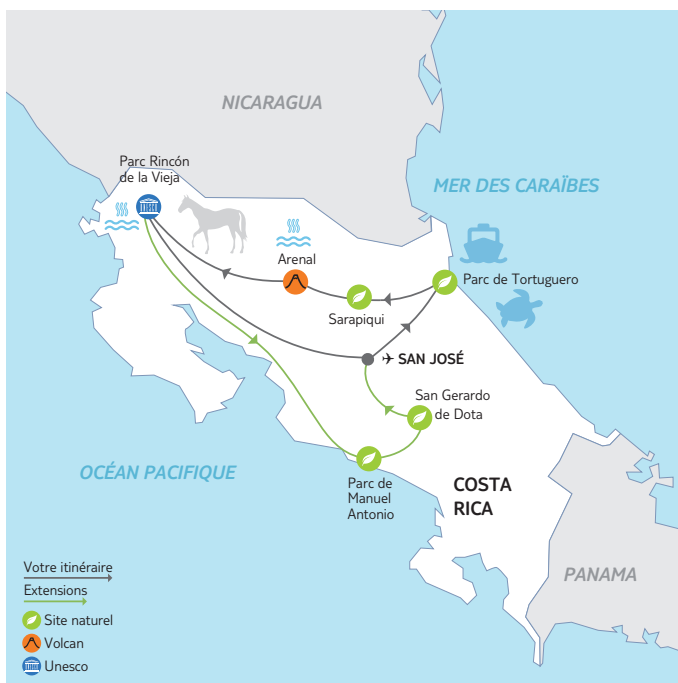 NICARAGUA
Parc Rincón
de la Vieja
MER DES CARAÏBES
Arenal
Parc de Tortuguero
Sarapiqui
SAN JOSÉ
San Gerardo
de Dota
OCÉAN PACIFIQUE
Parc de
Manuel
Antonio
COSTA
RICA
PANAMA
Votre itinéraire
Extensions
Site naturel
Volcan
Unesco